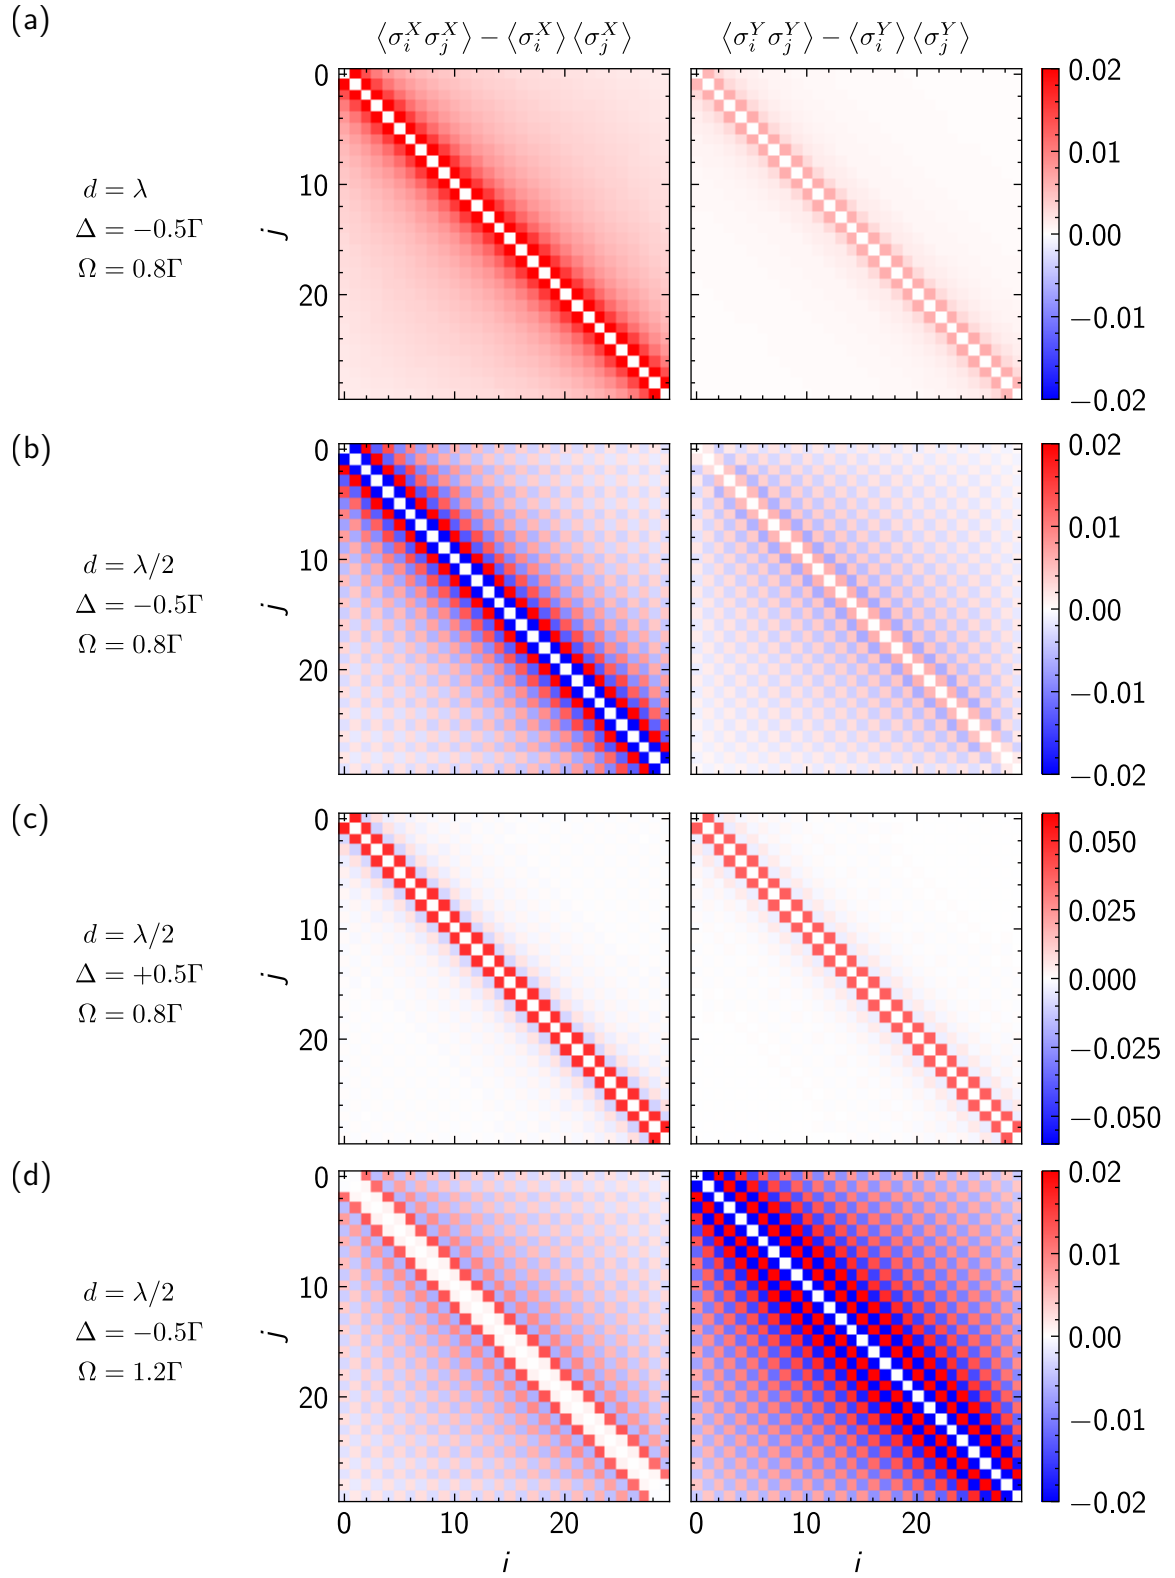 (a)
⟨σ_i^X σ_j^X⟩ − ⟨σ_i^X⟩⟨σ_j^X⟩
⟨σ_i^Y σ_j^Y⟩ − ⟨σ_i^Y⟩⟨σ_j^Y⟩
d = λ
Δ = −0.5Γ
Ω = 0.8Γ
j
0
10
20
0.02
0.01
0.00
−0.01
−0.02
(b)
d = λ/2
Δ = −0.5Γ
Ω = 0.8Γ
j
0
10
20
0.02
0.01
0.00
−0.01
−0.02
(c)
d = λ/2
Δ = +0.5Γ
Ω = 0.8Γ
j
0
10
20
0.050
0.025
0.000
−0.025
−0.050
(d)
d = λ/2
Δ = −0.5Γ
Ω = 1.2Γ
j
0
10
20
0.02
0.01
0.00
−0.01
−0.02
0 10 20
0 10 20
i
i